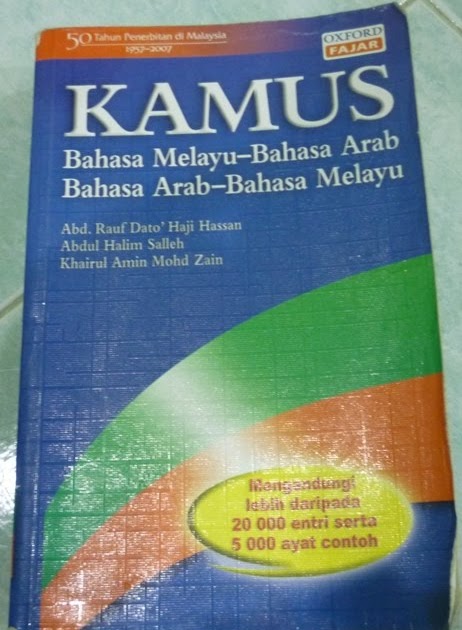 50 Tahun Penerbitan di Malaysia
1957–2007
OXFORD
FAJAR
KAMUS
Bahasa Melayu–Bahasa Arab
Bahasa Arab–Bahasa Melayu
Abd. Rauf Dato' Haji Hassan
Abdul Halim Salleh
Khairul Amin Mohd Zain
Mengandungi
lebih daripada
20 000 entri serta
5 000 ayat contoh